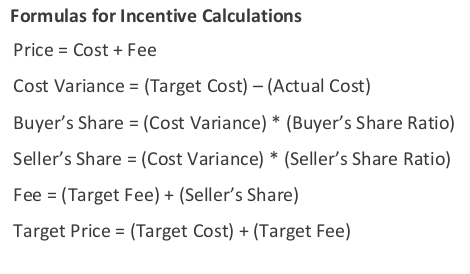 Formulas for Incentive Calculations
Price = Cost + Fee
Cost Variance = (Target Cost) – (Actual Cost)
Buyer’s Share = (Cost Variance) * (Buyer’s Share Ratio)
Seller’s Share = (Cost Variance) * (Seller’s Share Ratio)
Fee = (Target Fee) + (Seller’s Share)
Target Price = (Target Cost) + (Target Fee)